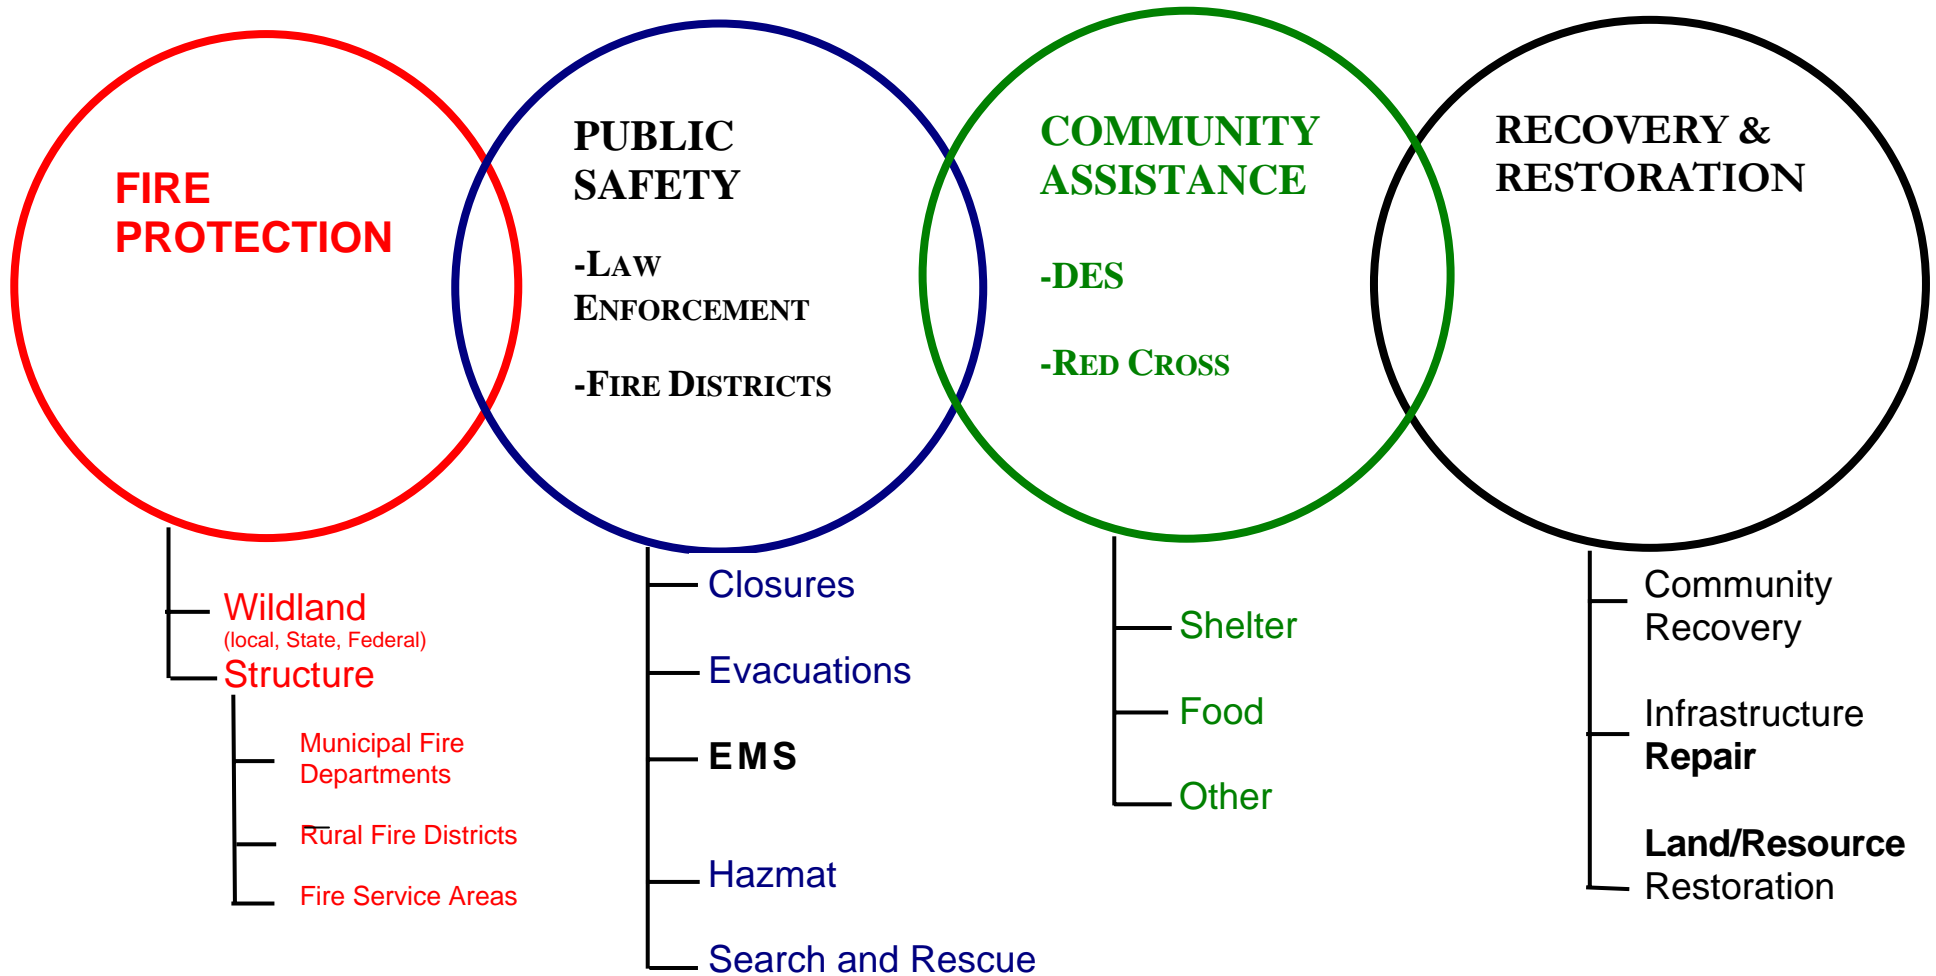 FIRE
PROTECTION
Wildland
(local, State, Federal)
Structure
Municipal Fire
Departments
Rural Fire Districts
Fire Service Areas
PUBLIC
SAFETY
-LAW
ENFORCEMENT
-FIRE DISTRICTS
Closures
Evacuations
EMS
Hazmat
Search and Rescue
COMMUNITY
ASSISTANCE
-DES
-RED CROSS
Shelter
Food
Other
RECOVERY &
RESTORATION
Community
Recovery
Infrastructure
Repair
Land/Resource
Restoration